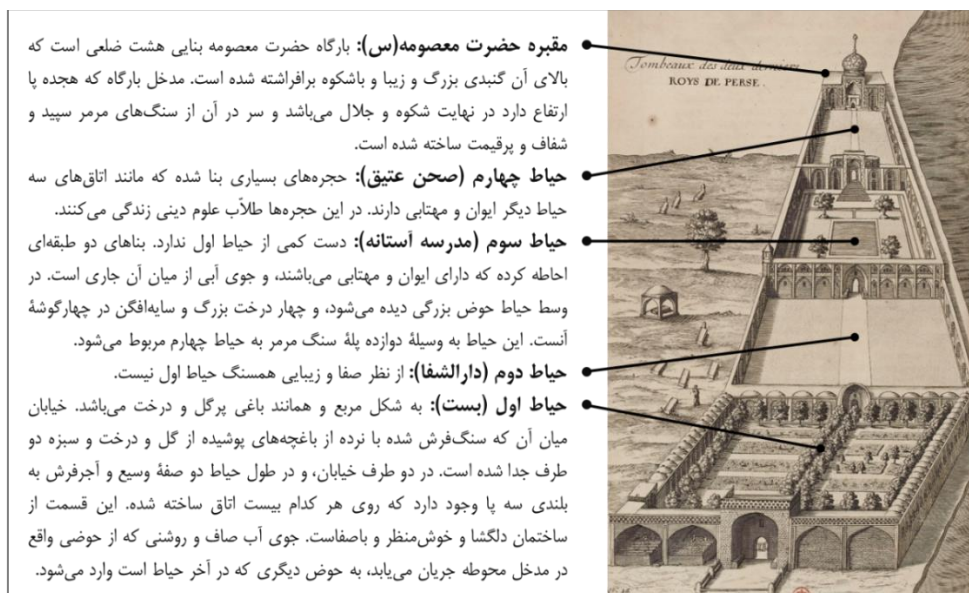 مقبره حضرت معصومه(س): بارگاه حضرت معصومه بنایی هشت ضلعی است که
بالای آن گنبدی بزرگ و زیبا و باشکوه برافراشته شده است. مدخل بارگاه که هجده پا
ارتفاع دارد در نهایت شکوه و جلال می‌باشد و سر در آن از سنگ‌های مرمر سپید و
شفاف و پرقیمت ساخته شده است.
حیاط چهارم (صحن عتیق): حجره‌های بسیاری بنا شده که مانند اتاق‌های سه
حیاط دیگر ایوان و مهتابی دارند. در این حجره‌ها طلاّب علوم دینی زندگی می‌کنند.
حیاط سوم (مدرسه آستانه): دست کمی از حیاط اول ندارد. بناهای دو طبقه‌ای
احاطه کرده که دارای ایوان و مهتابی می‌باشند، و جوی آبی از میان آن جاری است. در
وسط حیاط حوض بزرگی دیده می‌شود، و چهار درخت بزرگ و سایه‌افگن در چهارگوشهٔ
آنست. این حیاط به وسیلهٔ دوازده پلهٔ سنگ مرمر به حیاط چهارم مربوط می‌شود.
حیاط دوم (دارالشفا): از نظر صفا و زیبایی همسنگ حیاط اول نیست.
حیاط اول (بست): به شکل مربع و همانند باغی پرگل و درخت می‌باشد. خیابان
میان آن که سنگ‌فرش شده با نرده از باغچه‌های پوشیده از گل و درخت و سبزه دو
طرف جدا شده است. در دو طرف خیابان، و در طول حیاط دو صفهٔ وسیع و آجرفرش به
بلندی سه پا وجود دارد که روی هر کدام بیست اتاق ساخته شده. این قسمت از
ساختمان دلگشا و خوش‌منظر و باصفاست. جوی آب صاف و روشنی که از حوضی واقع
در مدخل محوطه جریان می‌یابد، به حوض دیگری که در آخر حیاط است وارد می‌شود.
Tombeaux des deux derniers
ROYS DE PERSE.